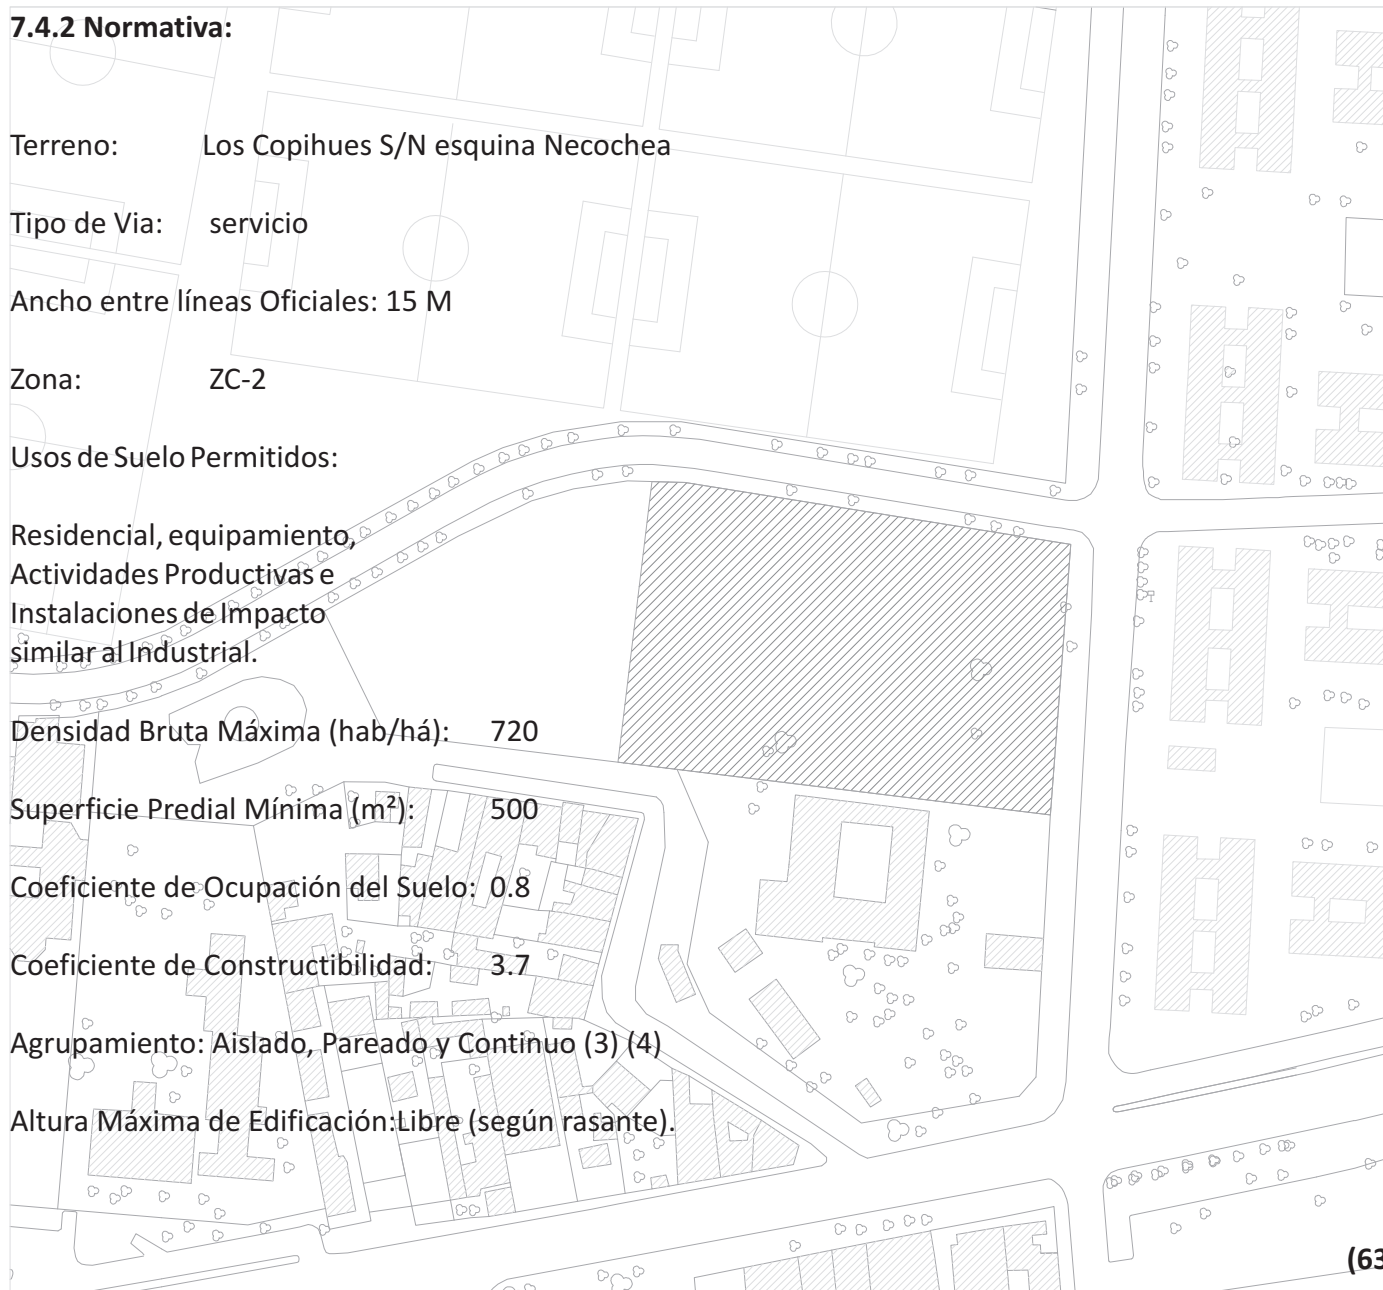 7.4.2 Normativa:
Terreno: Los Copihues S/N esquina Necochea
Tipo de Via: servicio
Ancho entre líneas Oficiales: 15 M
Zona: ZC-2
Usos de Suelo Permitidos:
Residencial, equipamiento,
Actividades Productivas e
Instalaciones de Impacto
similar al Industrial.
Densidad Bruta Máxima (hab/há): 720
Superficie Predial Mínima (m²): 500
Coeficiente de Ocupación del Suelo: 0.8
Coeficiente de Constructibilidad: 3.7
Agrupamiento: Aislado, Pareado y Continuo (3) (4)
Altura Máxima de Edificación: Libre (según rasante).
(63